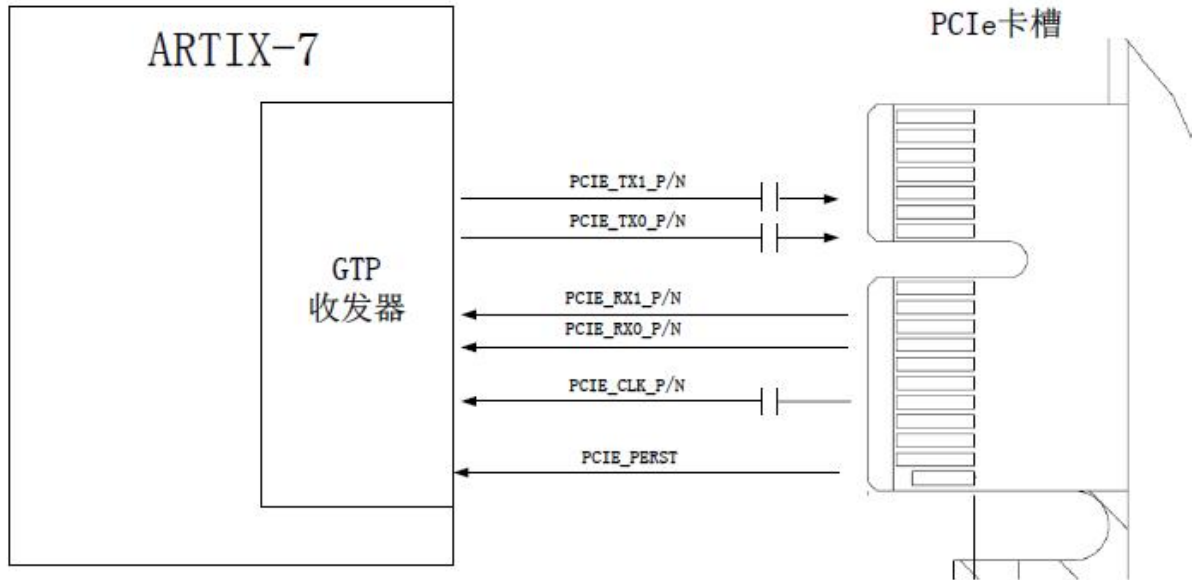 PCIe卡槽
ARTIX-7
PCIE_TX1_P/N
PCIE_TX0_P/N
GTP
收发器
PCIE_RX1_P/N
PCIE_RX0_P/N
PCIE_CLK_P/N
PCIE_PERST